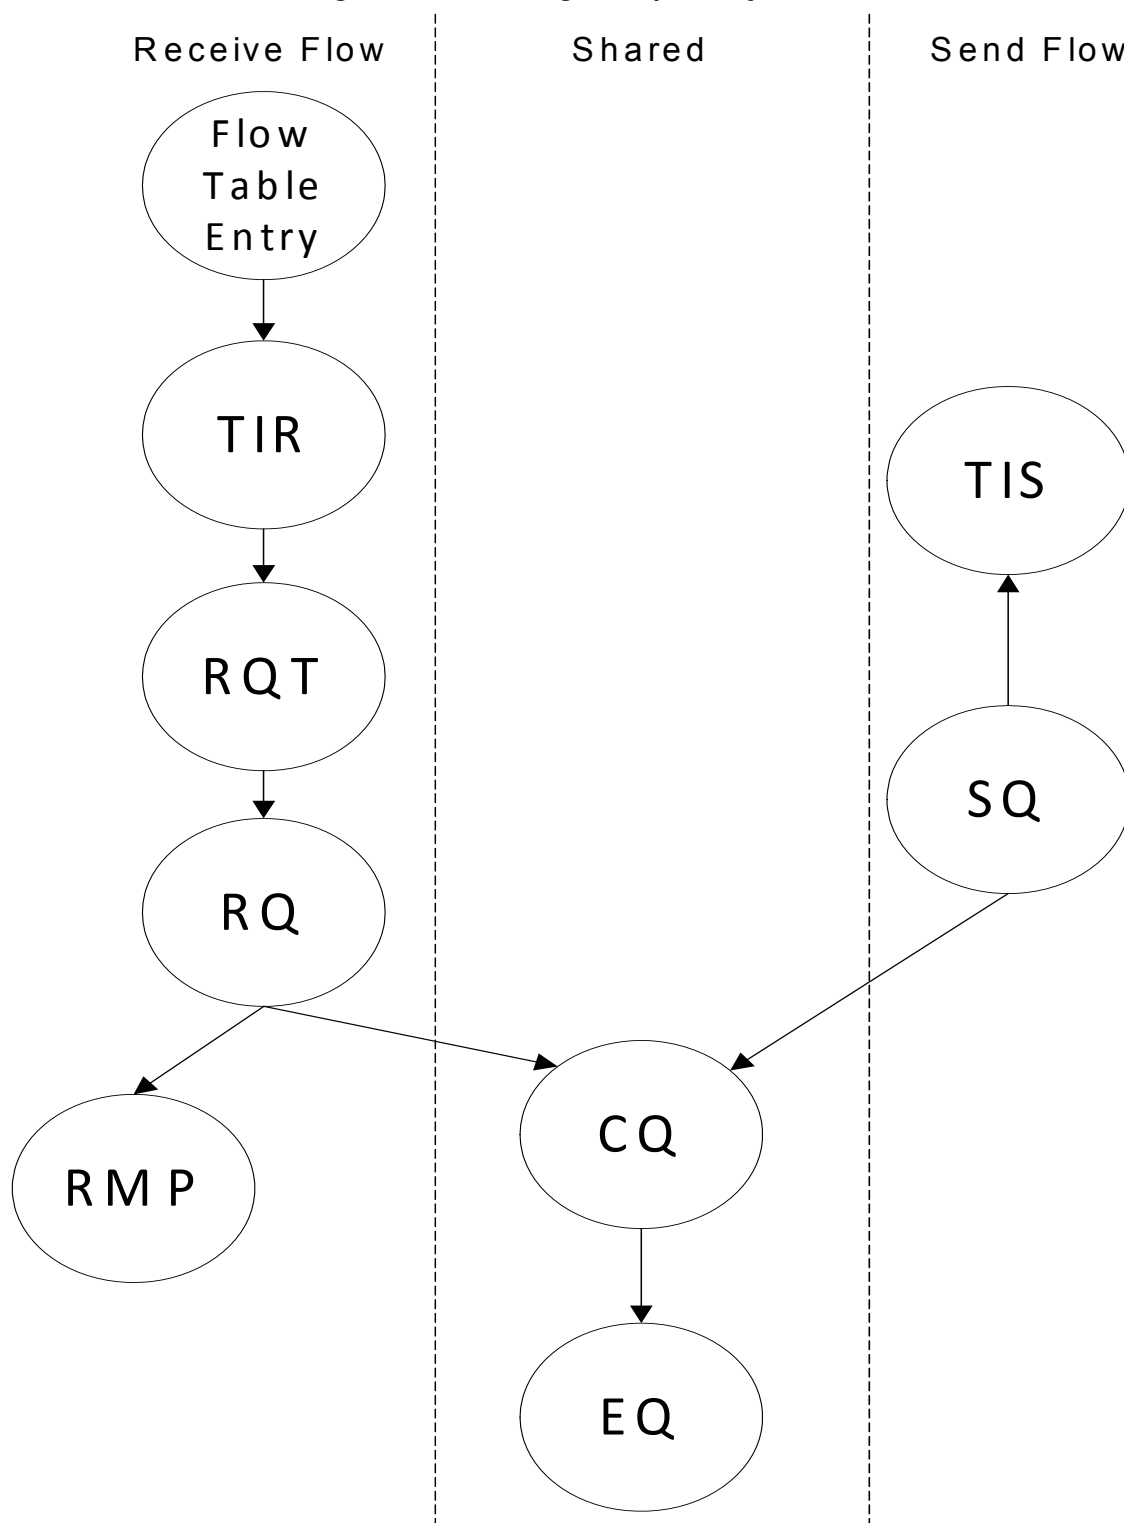 Receive Flow
Shared
Send Flow
Flow
Table
Entry
TIR
TIS
RQT
SQ
RQ
CQ
RMP
EQ